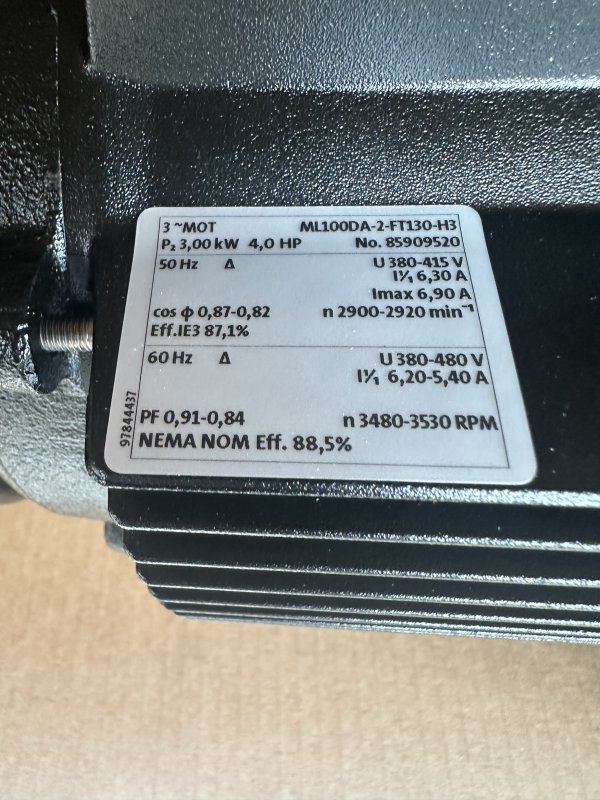 3 ~MOT ML100DA-2-FT130-H3
P₂ 3,00 kW 4,0 HP No. 85909520
50 Hz Δ U 380-415 V
I¹/₁ 6,30 A
Imax 6,90 A
cos ϕ 0,87-0,82 n 2900-2920 min⁻¹
Eff.IE3 87,1%
60 Hz Δ U 380-480 V
I¹/₁ 6,20-5,40 A
PF 0,91-0,84 n 3480-3530 RPM
NEMA NOM Eff. 88,5%
97844437